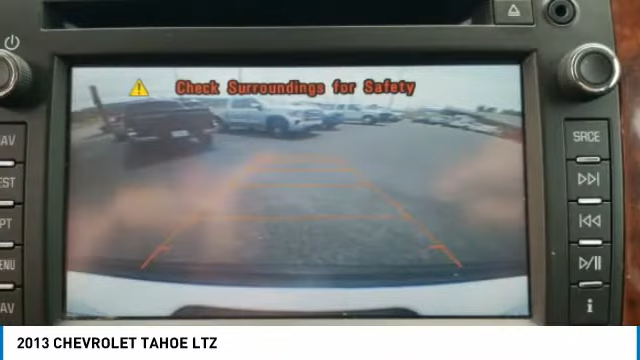 Check Surroundings for Safety
SRCE
i
2013 CHEVROLET TAHOE LTZ